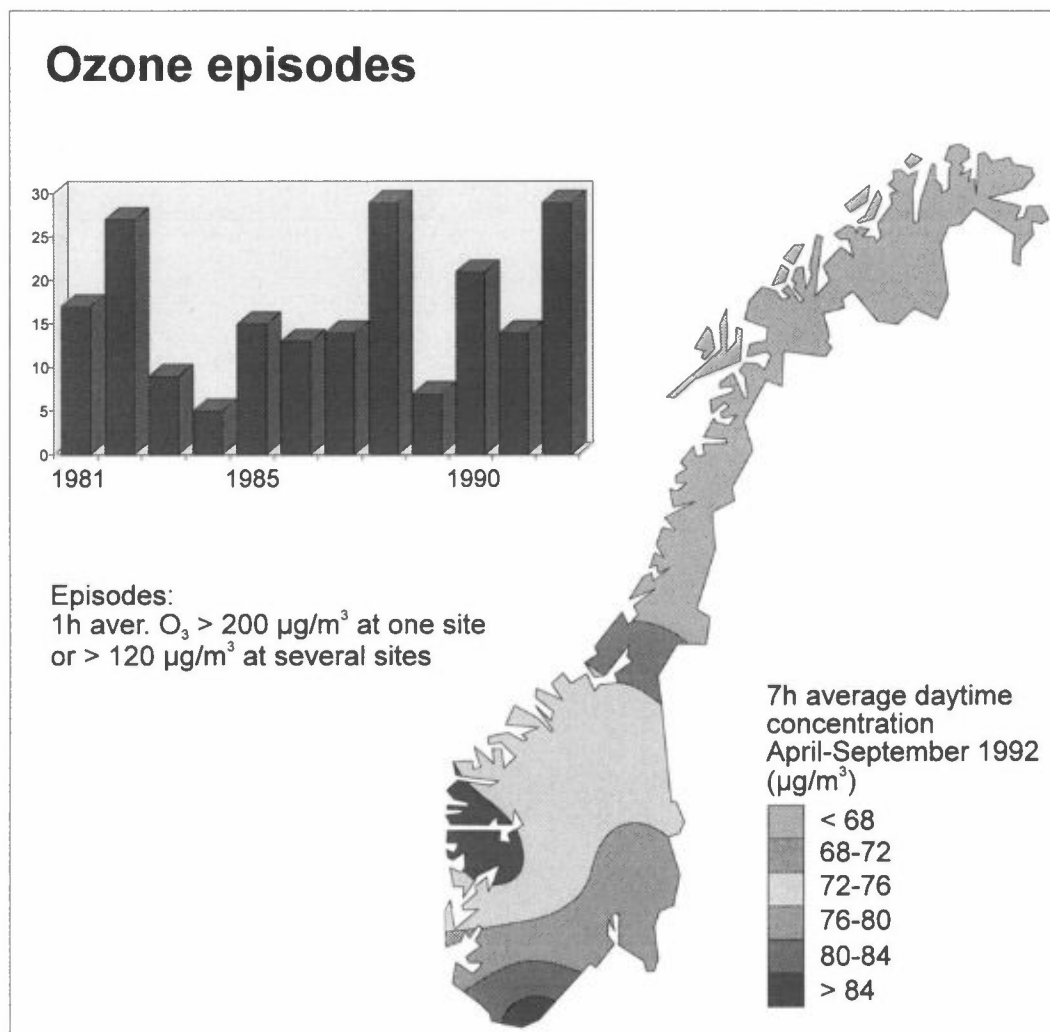 Ozone episodes
30
25
20
15
10
5
0
1981
1985
1990
Episodes:
1h aver. O₃ > 200 µg/m³ at one site
or > 120 µg/m³ at several sites
7h average daytime
concentration
April-September 1992
(µg/m³)
< 68
68-72
72-76
76-80
80-84
> 84